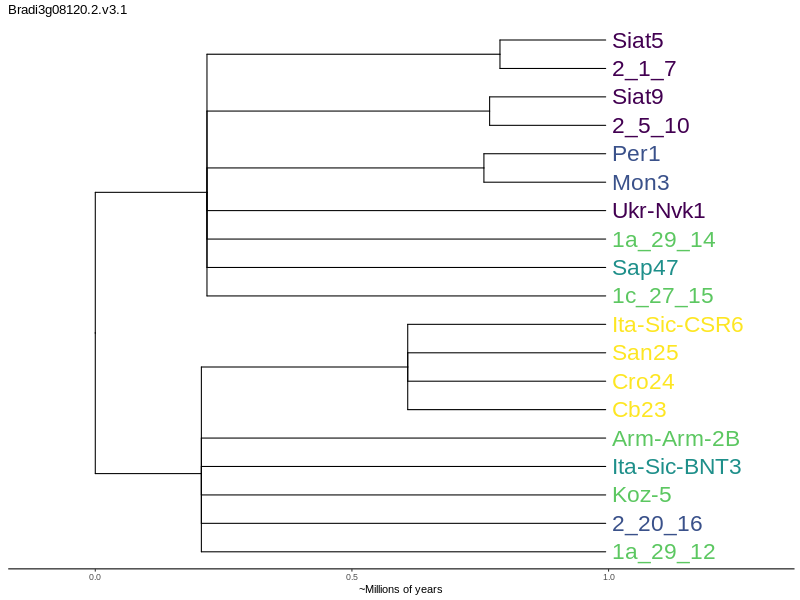 Bradi3g08120.2.v3.1
Siat5
2_1_7
Siat9
2_5_10
Per1
Mon3
Ukr-Nvk1
1a_29_14
Sap47
1c_27_15
Ita-Sic-CSR6
San25
Cro24
Cb23
Arm-Arm-2B
Ita-Sic-BNT3
Koz-5
2_20_16
1a_29_12
0.0 0.5 1.0
~Millions of years